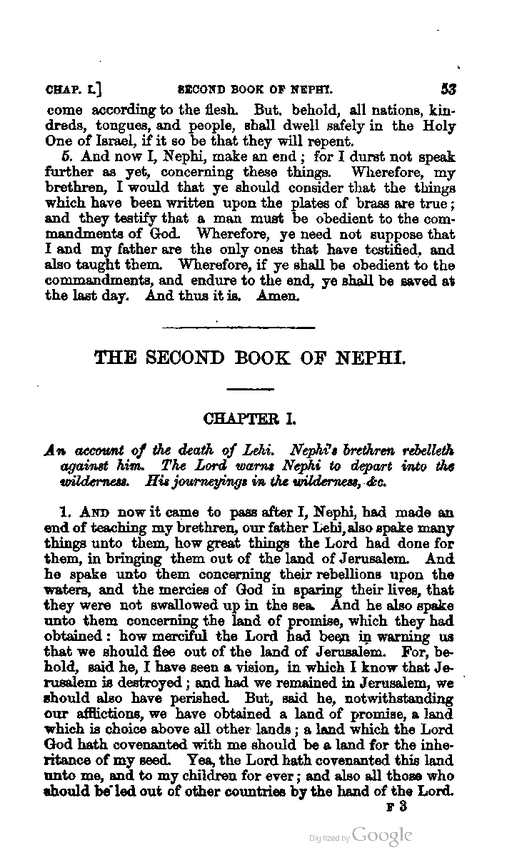 CHAP. I.] SECOND BOOK OF NEPHI. 53
come according to the flesh. But, behold, all nations, kin-
dreds, tongues, and people, shall dwell safely in the Holy
One of Israel, if it so be that they will repent.
5. And now I, Nephi, make an end; for I durst not speak
further as yet, concerning these things. Wherefore, my
brethren, I would that ye should consider that the things
which have been written upon the plates of brass are true;
and they testify that a man must be obedient to the com-
mandments of God. Wherefore, ye need not suppose that
I and my father are the only ones that have testified, and
also taught them. Wherefore, if ye shall be obedient to the
commandments, and endure to the end, ye shall be saved at
the last day. And thus it is. Amen.
THE SECOND BOOK OF NEPHI.
CHAPTER I.
An account of the death of Lehi. Nephi's brethren rebelleth
against him. The Lord warns Nephi to depart into the
wilderness. His journeyings in the wilderness, &c.
1. AND now it came to pass after I, Nephi, had made an
end of teaching my brethren, our father Lehi, also spake many
things unto them, how great things the Lord had done for
them, in bringing them out of the land of Jerusalem. And
he spake unto them concerning their rebellions upon the
waters, and the mercies of God in sparing their lives, that
they were not swallowed up in the sea. And he also spake
unto them concerning the land of promise, which they had
obtained: how merciful the Lord had been in warning us
that we should flee out of the land of Jerusalem. For, be-
hold, said he, I have seen a vision, in which I know that Je-
rusalem is destroyed; and had we remained in Jerusalem, we
should also have perished. But, said he, notwithstanding
our afflictions, we have obtained a land of promise, a land
which is choice above all other lands; a land which the Lord
God hath covenanted with me should be a land for the inhe-
ritance of my seed. Yea, the Lord hath covenanted this land
unto me, and to my children for ever; and also all those who
should be led out of other countries by the hand of the Lord.
F 3
Digitized by Google